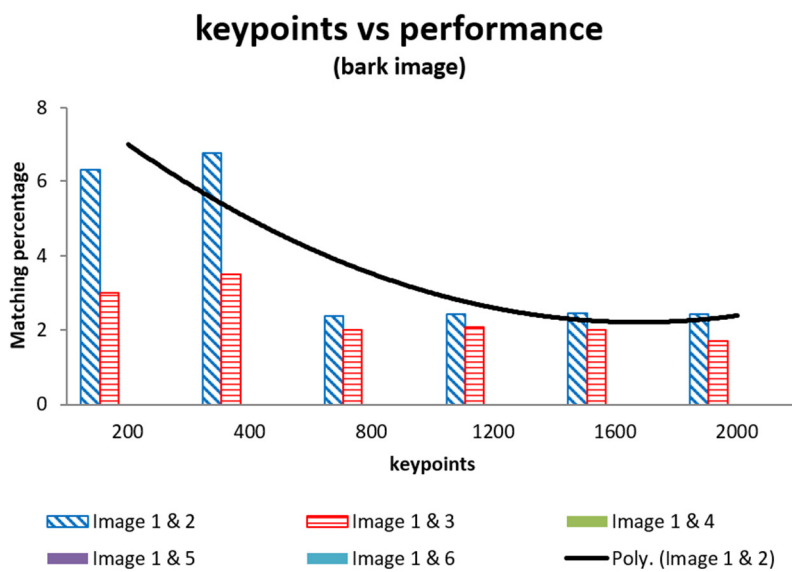 keypoints vs performance
(bark image)
8
6
4
2
0
Matching percentage
200 400 800 1200 1600 2000
keypoints
Image 1 & 2 Image 1 & 3 Image 1 & 4
Image 1 & 5 Image 1 & 6 Poly. (Image 1 & 2)